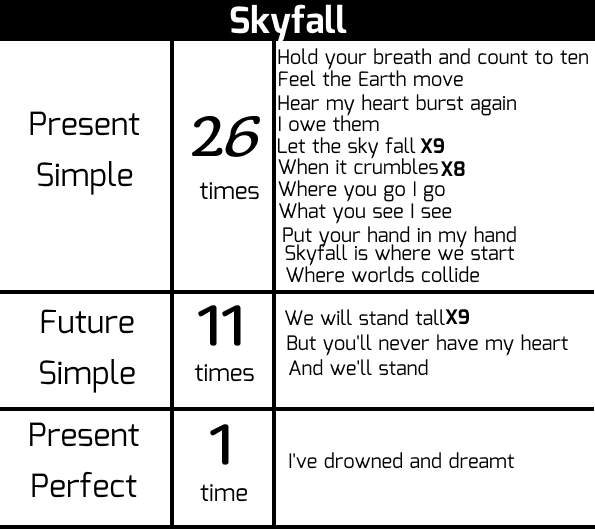 Skyfall
Present
Simple
26
times
Hold your breath and count to ten
Feel the Earth move
Hear my heart burst again
I owe them
Let the sky fall X9
When it crumbles X8
Where you go I go
What you see I see
Put your hand in my hand
Skyfall is where we start
Where worlds collide
Future
Simple
11
times
We will stand tall X9
But you'll never have my heart
And we'll stand
Present
Perfect
1
time
I've drowned and dreamt